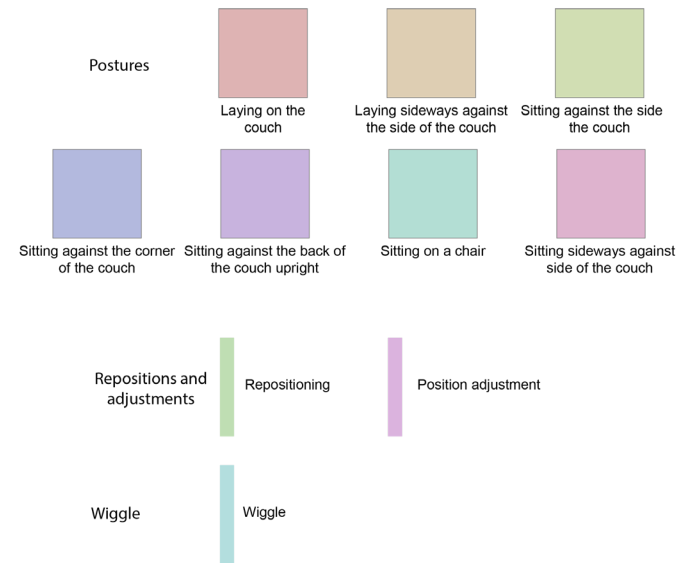 Postures
Laying on the
couch
Laying sideways against
the side of the couch
Sitting against the side
the couch
Sitting against the corner
of the couch
Sitting against the back of
the couch upright
Sitting on a chair
Sitting sideways against
side of the couch
Repositions and
adjustments
Repositioning
Position adjustment
Wiggle
Wiggle